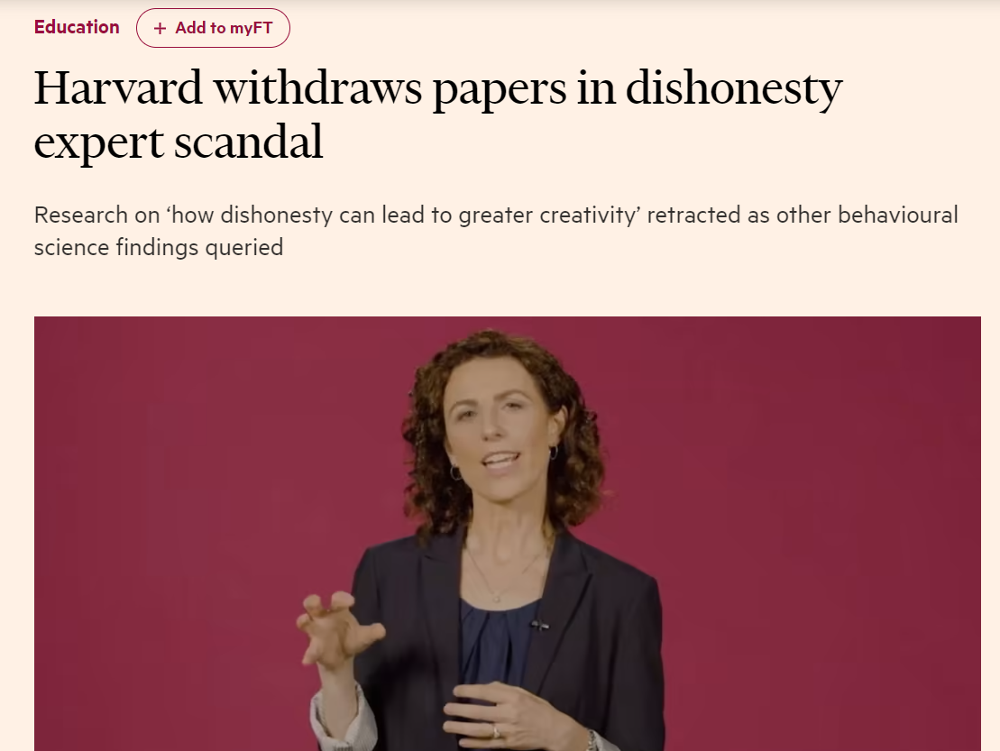 Education
+ Add to myFT
Harvard withdraws papers in dishonesty
expert scandal
Research on ‘how dishonesty can lead to greater creativity’ retracted as other behavioural
science findings queried